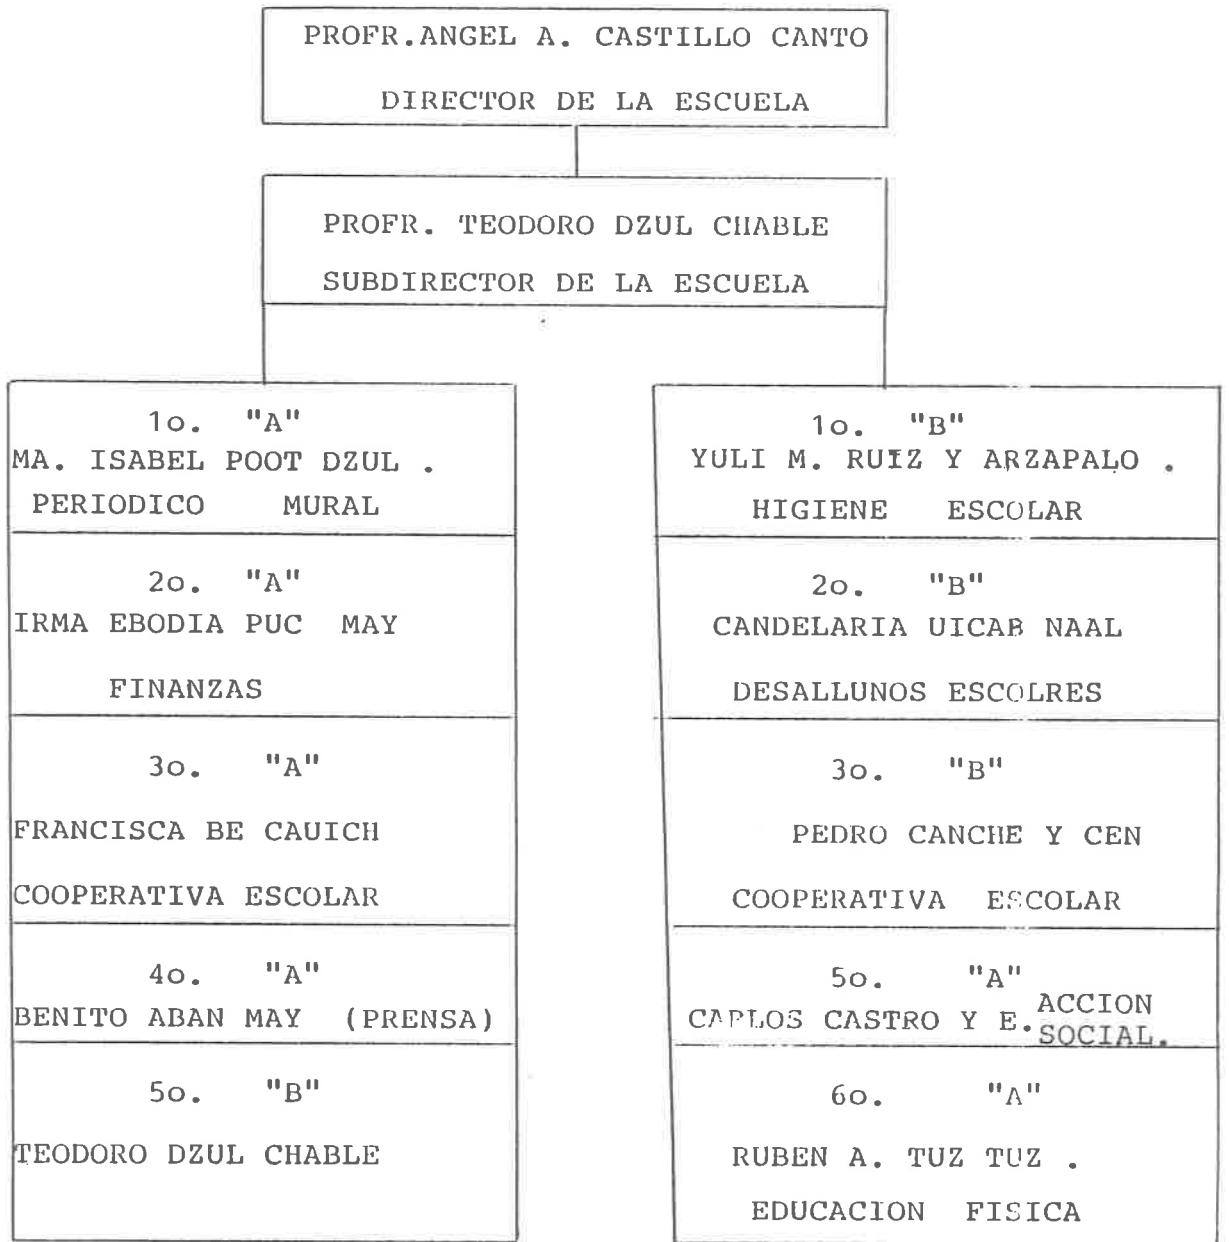 PROFR.ANGEL A. CASTILLO CANTO
DIRECTOR DE LA ESCUELA
PROFR. TEODORO DZUL CHABLE
SUBDIRECTOR DE LA ESCUELA
1o. "A"
MA. ISABEL POOT DZUL .
PERIODICO MURAL
2o. "A"
IRMA EBODIA PUC MAY
FINANZAS
3o. "A"
FRANCISCA BE CAUICH
COOPERATIVA ESCOLAR
4o. "A"
BENITO ABAN MAY (PRENSA)
5o. "B"
TEODORO DZUL CHABLE
1o. "B"
YULI M. RUIZ Y ARZAPALO .
HIGIENE ESCOLAR
2o. "B"
CANDELARIA UICAB NAAL
DESALLUNOS ESCOLRES
3o. "B"
PEDRO CANCHE Y CEN
COOPERATIVA ESCOLAR
5o. "A"
CARLOS CASTRO Y E. ACCION
SOCIAL.
6o. "A"
RUBEN A. TUZ TUZ .
EDUCACION FISICA